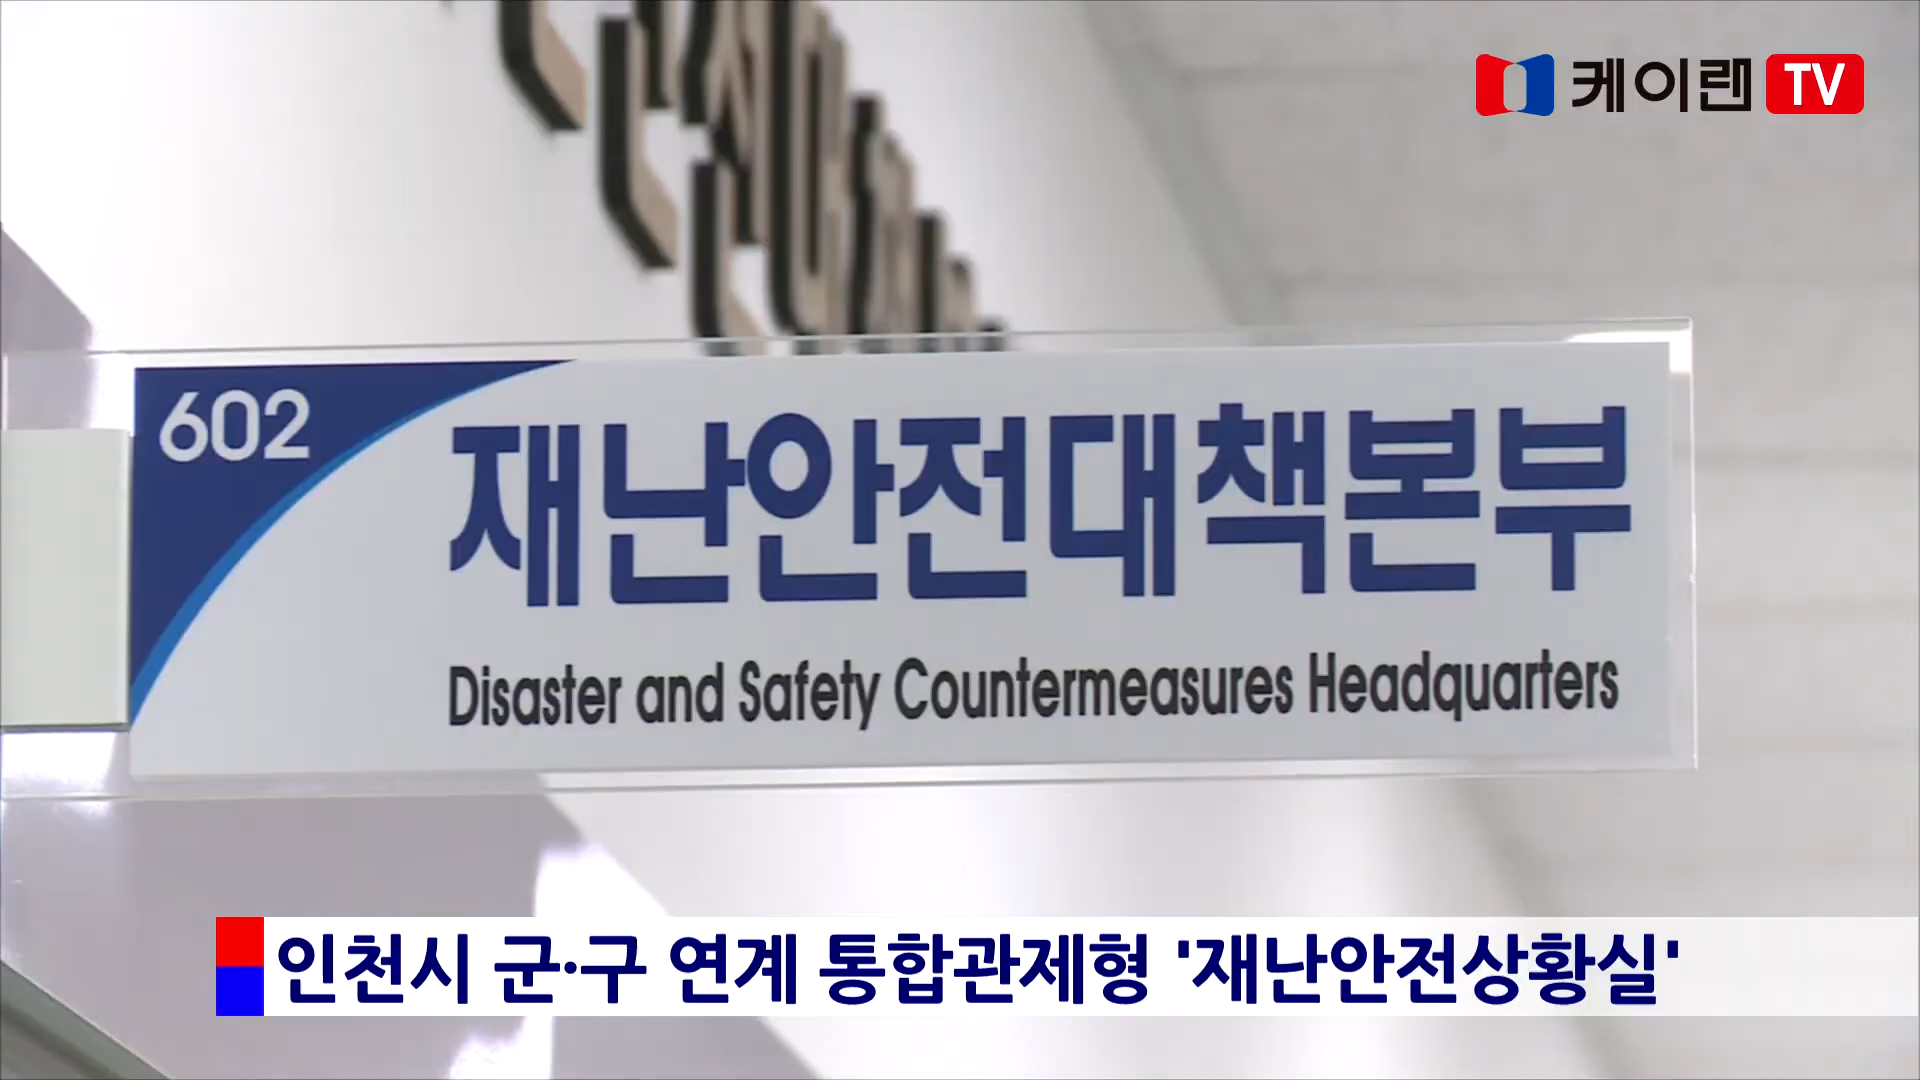 케이랜 TV
602
재난안전대책본부
Disaster and Safety Countermeasures Headquarters
인천시 군·구 연계 통합관제형 '재난안전상황실'